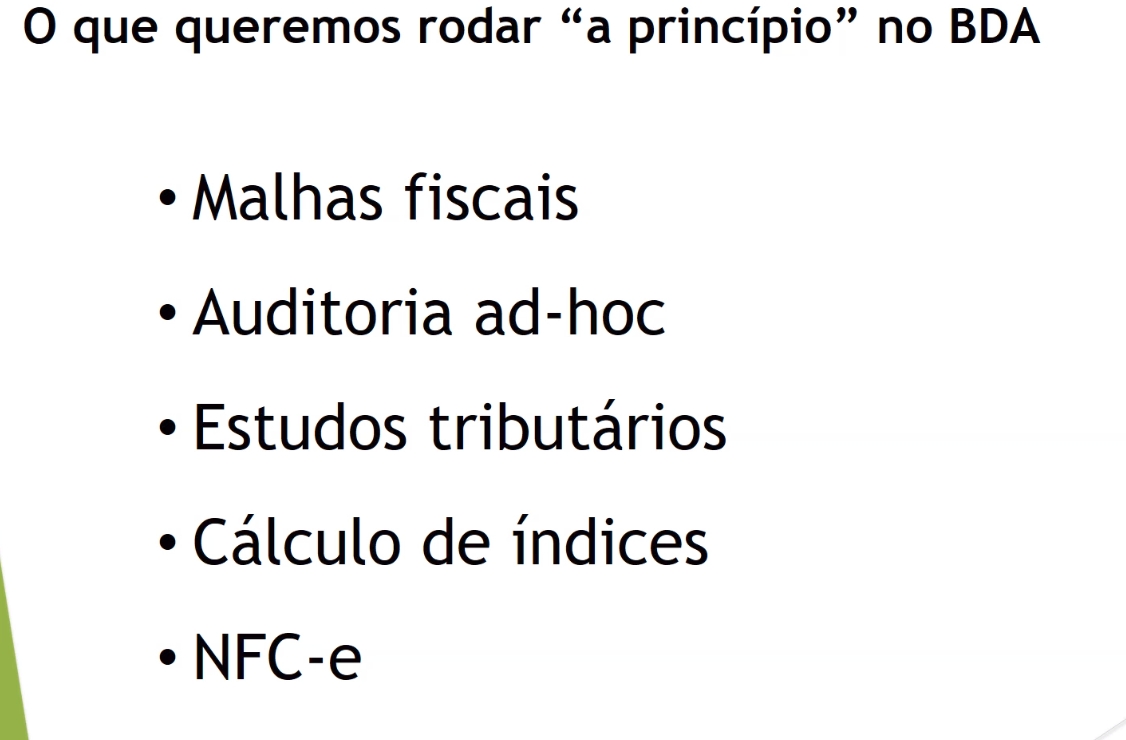 O que queremos rodar “a princípio” no BDA
• Malhas fiscais
• Auditoria ad-hoc
• Estudos tributários
• Cálculo de índices
• NFC-e